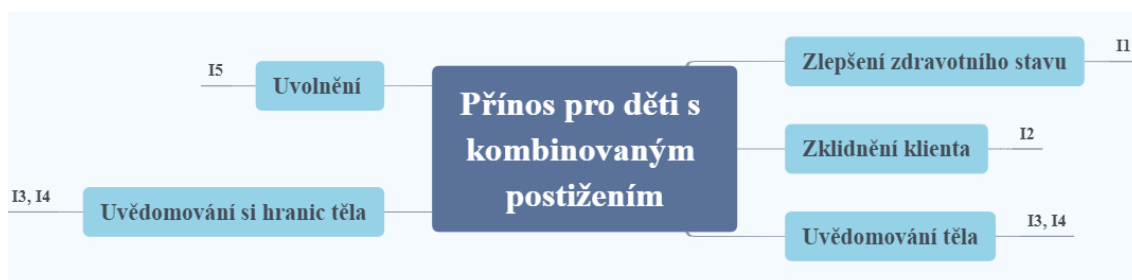 I5
Uvolnění
I3, I4
Uvědomování si hranic těla
Přínos pro děti s
kombinovaným
postižením
Zlepšení zdravotního stavu
I1
Zklidnění klienta
I2
Uvědomování těla
I3, I4